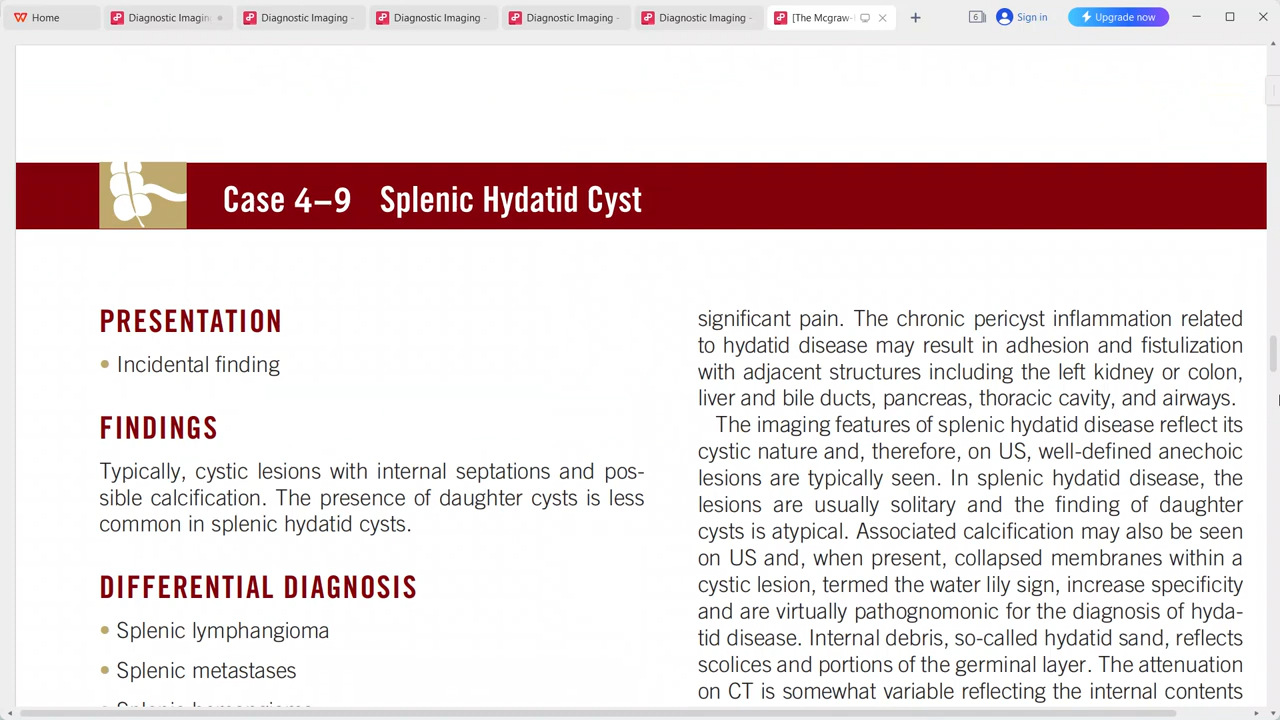 Home
Diagnostic Imagin
Diagnostic Imaging -
Diagnostic Imaging -
Diagnostic Imaging -
Diagnostic Imaging -
[The Mcgraw-
6
Sign in
Upgrade now
Case 4–9 Splenic Hydatid Cyst
PRESENTATION
• Incidental finding
FINDINGS
Typically, cystic lesions with internal septations and pos-
sible calcification. The presence of daughter cysts is less
common in splenic hydatid cysts.
DIFFERENTIAL DIAGNOSIS
• Splenic lymphangioma
• Splenic metastases
significant pain. The chronic pericyst inflammation related
to hydatid disease may result in adhesion and fistulization
with adjacent structures including the left kidney or colon,
liver and bile ducts, pancreas, thoracic cavity, and airways.
The imaging features of splenic hydatid disease reflect its
cystic nature and, therefore, on US, well-defined anechoic
lesions are typically seen. In splenic hydatid disease, the
lesions are usually solitary and the finding of daughter
cysts is atypical. Associated calcification may also be seen
on US and, when present, collapsed membranes within a
cystic lesion, termed the water lily sign, increase specificity
and are virtually pathognomonic for the diagnosis of hyda-
tid disease. Internal debris, so-called hydatid sand, reflects
scolices and portions of the germinal layer. The attenuation
on CT is somewhat variable reflecting the internal contents